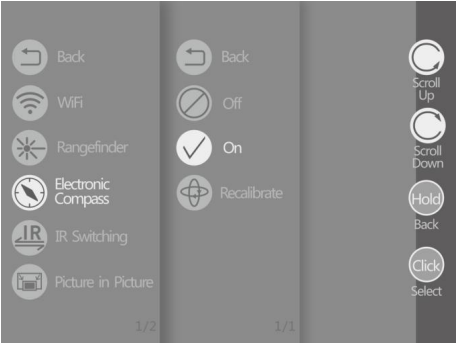 Back
WiFi
Rangefinder
Electronic
Compass
IR
IR Switching
Picture in Picture
1/2
Back
Off
On
Recalibrate
1/1
Scroll
Up
Scroll
Down
Hold
Back
Click
Select